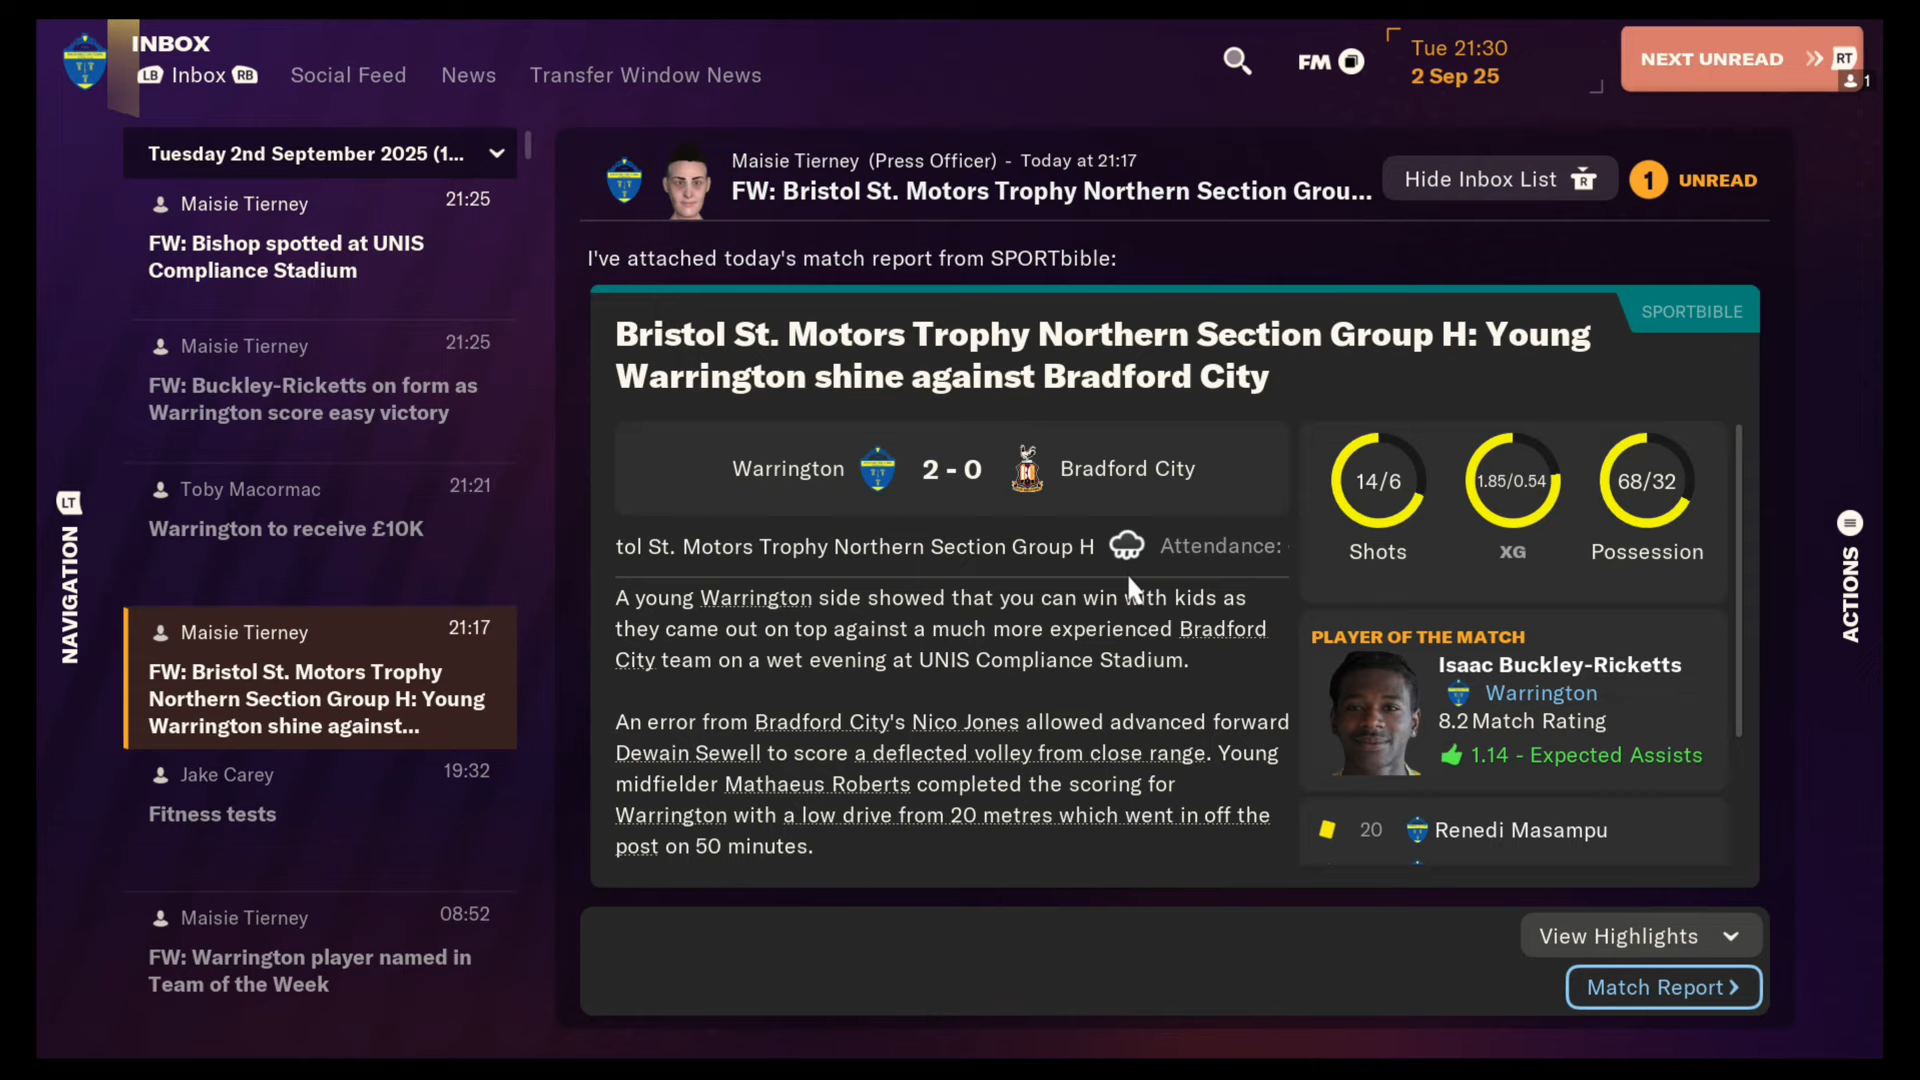 INBOX
LB Inbox RB
Social Feed
News
Transfer Window News
FM
Tue 21:30
2 Sep 25
NEXT UNREAD
RT
1
Tuesday 2nd September 2025 (1...
Maisie Tierney
21:25
FW: Bishop spotted at UNIS
Compliance Stadium
Maisie Tierney
21:25
FW: Buckley-Ricketts on form as
Warrington score easy victory
Toby Macormac
21:21
Warrington to receive £10K
Maisie Tierney
21:17
FW: Bristol St. Motors Trophy
Northern Section Group H: Young
Warrington shine against...
Jake Carey
19:32
Fitness tests
Maisie Tierney
08:52
FW: Warrington player named in
Team of the Week
LT
NAVIGATION
Maisie Tierney (Press Officer) - Today at 21:17
FW: Bristol St. Motors Trophy Northern Section Grou...
Hide Inbox List
R
1 UNREAD
I've attached today's match report from SPORTbible:
SPORTBIBLE
Bristol St. Motors Trophy Northern Section Group H: Young
Warrington shine against Bradford City
Warrington 2 - 0 Bradford City
tol St. Motors Trophy Northern Section Group H
Attendance:
A young Warrington side showed that you can win with kids as
they came out on top against a much more experienced Bradford
City team on a wet evening at UNIS Compliance Stadium.
An error from Bradford City's Nico Jones allowed advanced forward
Dewain Sewell to score a deflected volley from close range. Young
midfielder Mathaeus Roberts completed the scoring for
Warrington with a low drive from 20 metres which went in off the
post on 50 minutes.
14/6
1.85/0.54
68/32
Shots
XG
Possession
PLAYER OF THE MATCH
Isaac Buckley-Ricketts
Warrington
8.2 Match Rating
1.14 - Expected Assists
20 Renedi Masampu
View Highlights
Match Report
ACTIONS